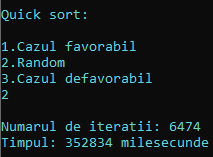 Quick sort:
1.Cazul favorabil
2.Random
3.Cazul defavorabil
2
Numarul de iteratii: 6474
Timpul: 352834 milesecunde